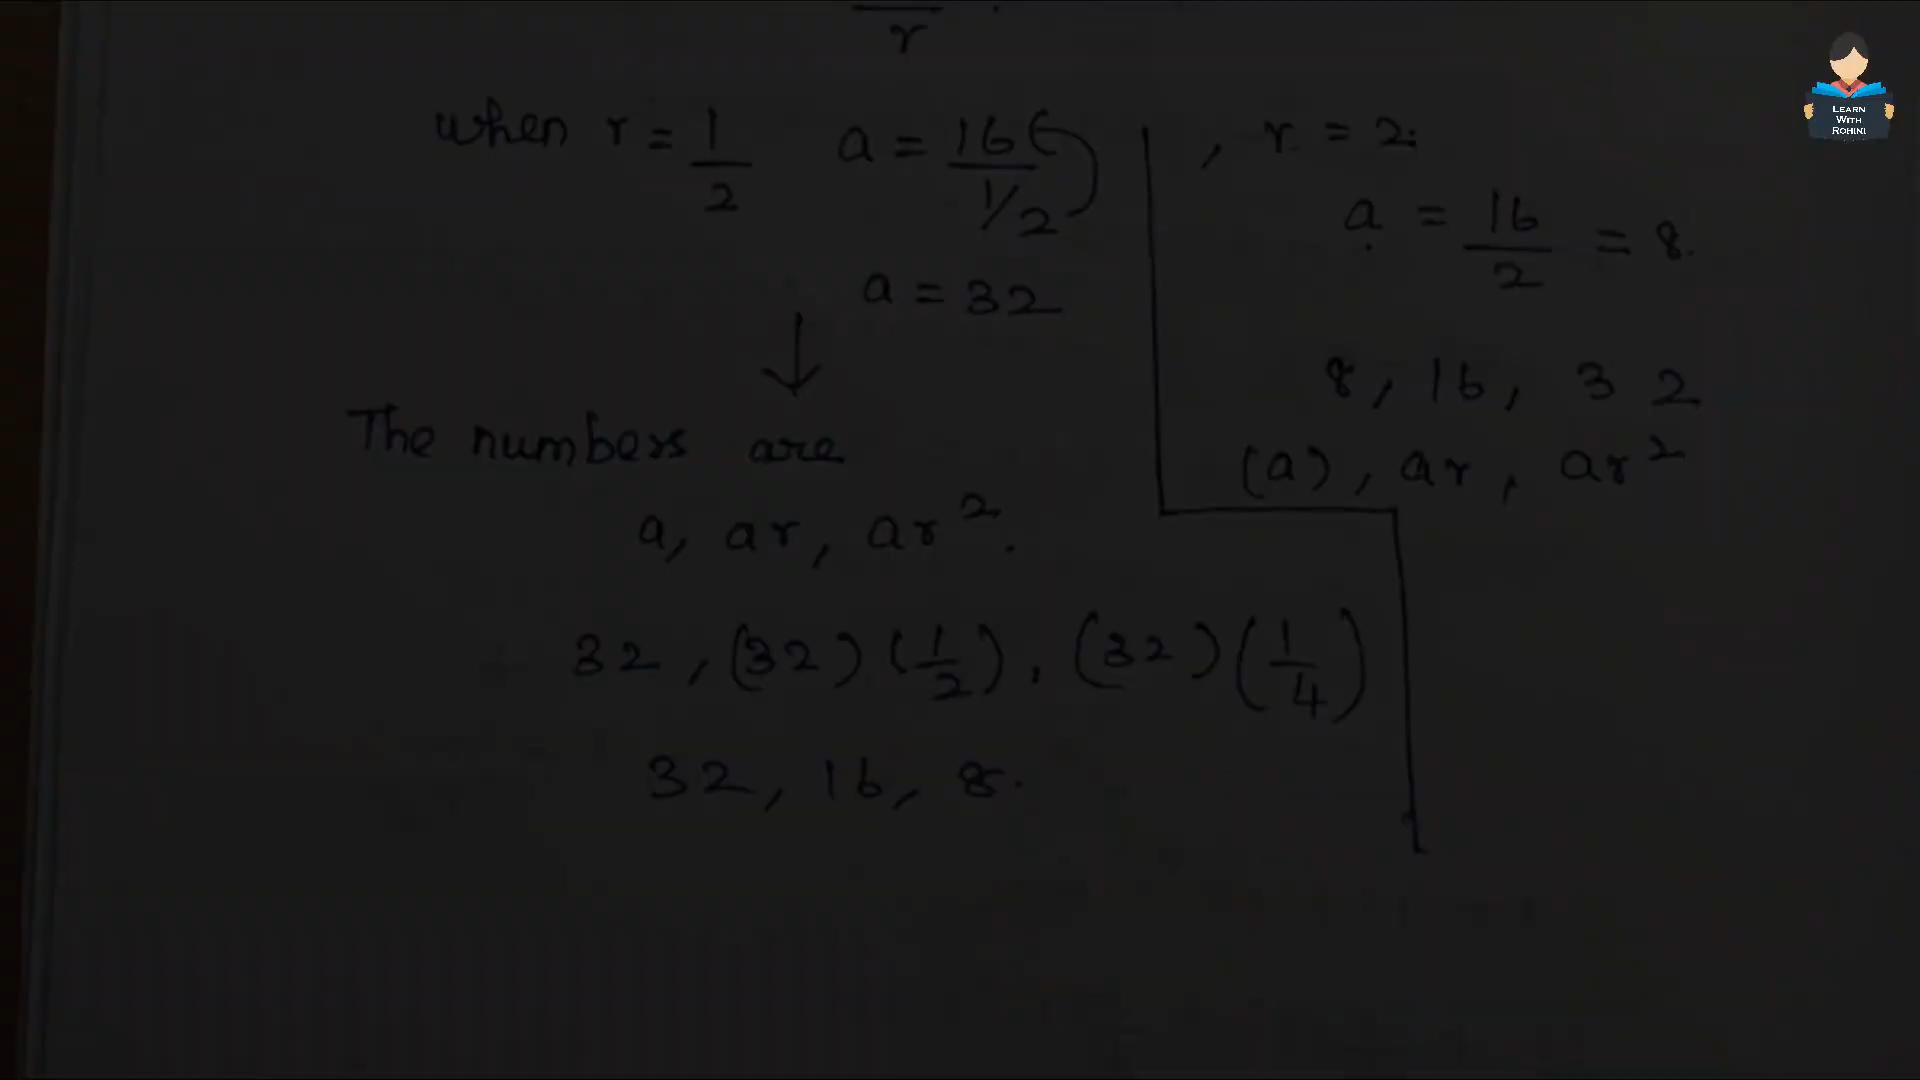 r
when r = 1/2 a = 16/(1/2)
a = 32
The numbers are
a, ar, ar².
32, (32)(1/2), (32)(1/4)
32, 16, 8.
, r = 2.
a = 16/2 = 8.
8, 16, 32
(a), ar, ar²
LEARN
WITH
ROHINI